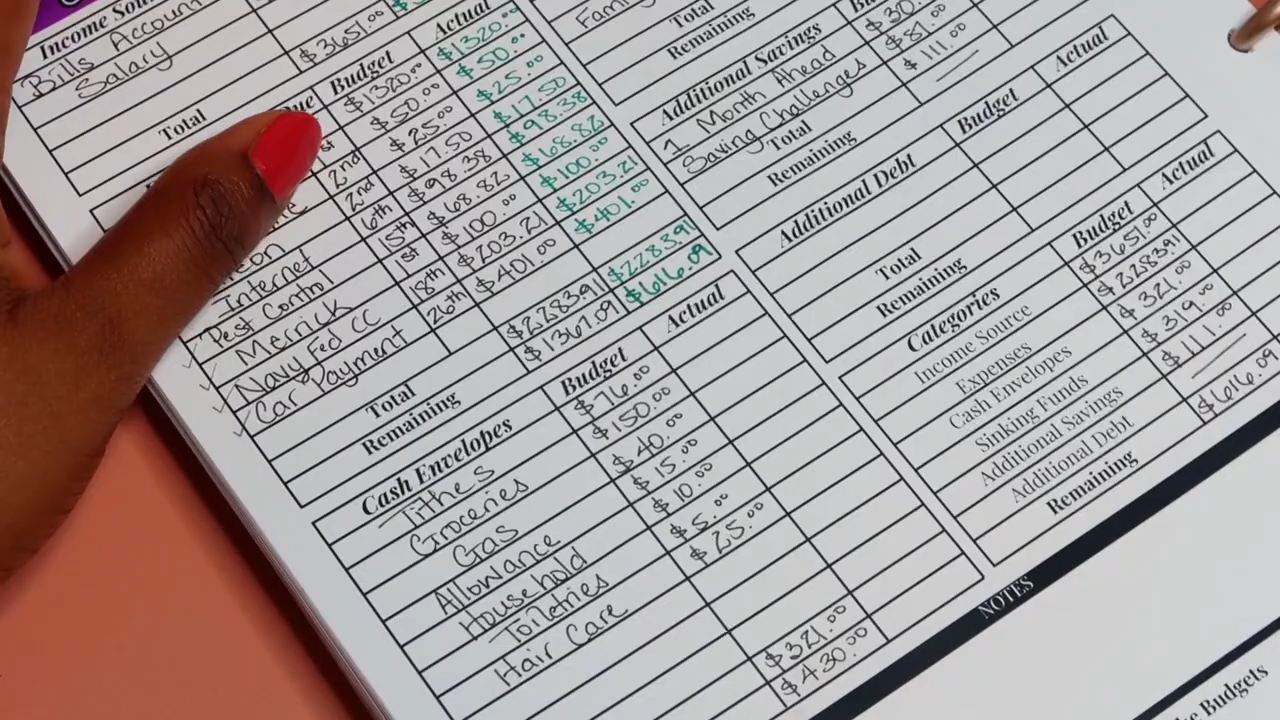 Income Sou
Bills Account
Salary
$3651.00
Total
Due Budget Actual
$1320.00 $1320.00
2nd $50.00 $50.00
2nd $25.00 $25.00
6th $17.50 $17.50
Internet 15th $98.38 $98.38
Pest Control 1st $68.82 $68.82
Merrick $100.00 $100.00
Navy Fed CC 18th $203.21 $203.21
Car Payment 26th $401.00 $401.00
Total $2283.91 $2283.91
Remaining $1367.09 $616.09
Cash Envelopes Budget Actual
Tithes $76.00
Groceries $150.00
Gas $40.00
Allowance $15.00
Household $10.00
Toiletries $5.00
Hair Care $25.00
$321.00
$430.00
Total
Remaining
Additional Savings
1 Month Ahead $30.
Saving Challenges $81.00
Total $111.00
Remaining
Additional Debt Budget Actual
Total
Remaining
Categories Budget Actual
Income Source $3651.00
Expenses $2283.91
Cash Envelopes $321.00
Sinking Funds $319.00
Additional Savings $111.00
Additional Debt
Remaining $616.09
NOTES
Budgets